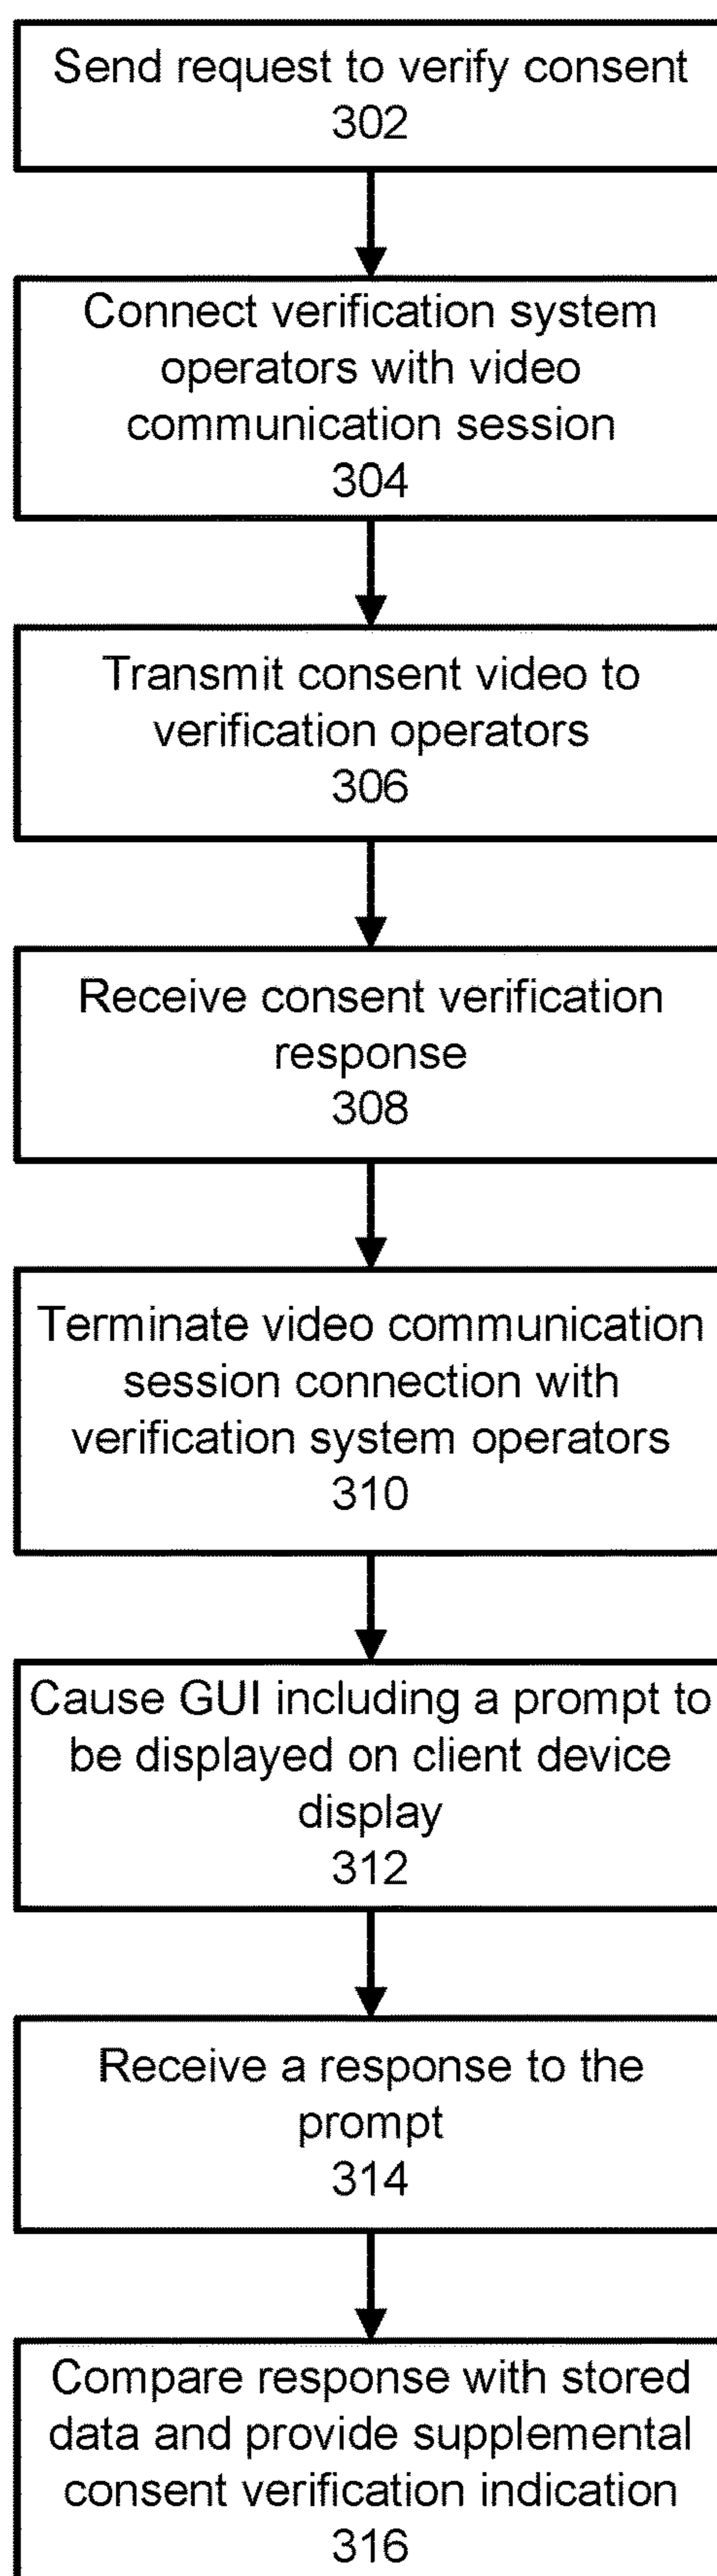 Send request to verify consent
302
Connect verification system
operators with video
communication session
304
Transmit consent video to
verification operators
306
Receive consent verification
response
308
Terminate video communication
session connection with
verification system operators
310
Cause GUI including a prompt to
be displayed on client device
display
312
Receive a response to the
prompt
314
Compare response with stored
data and provide supplemental
consent verification indication
316